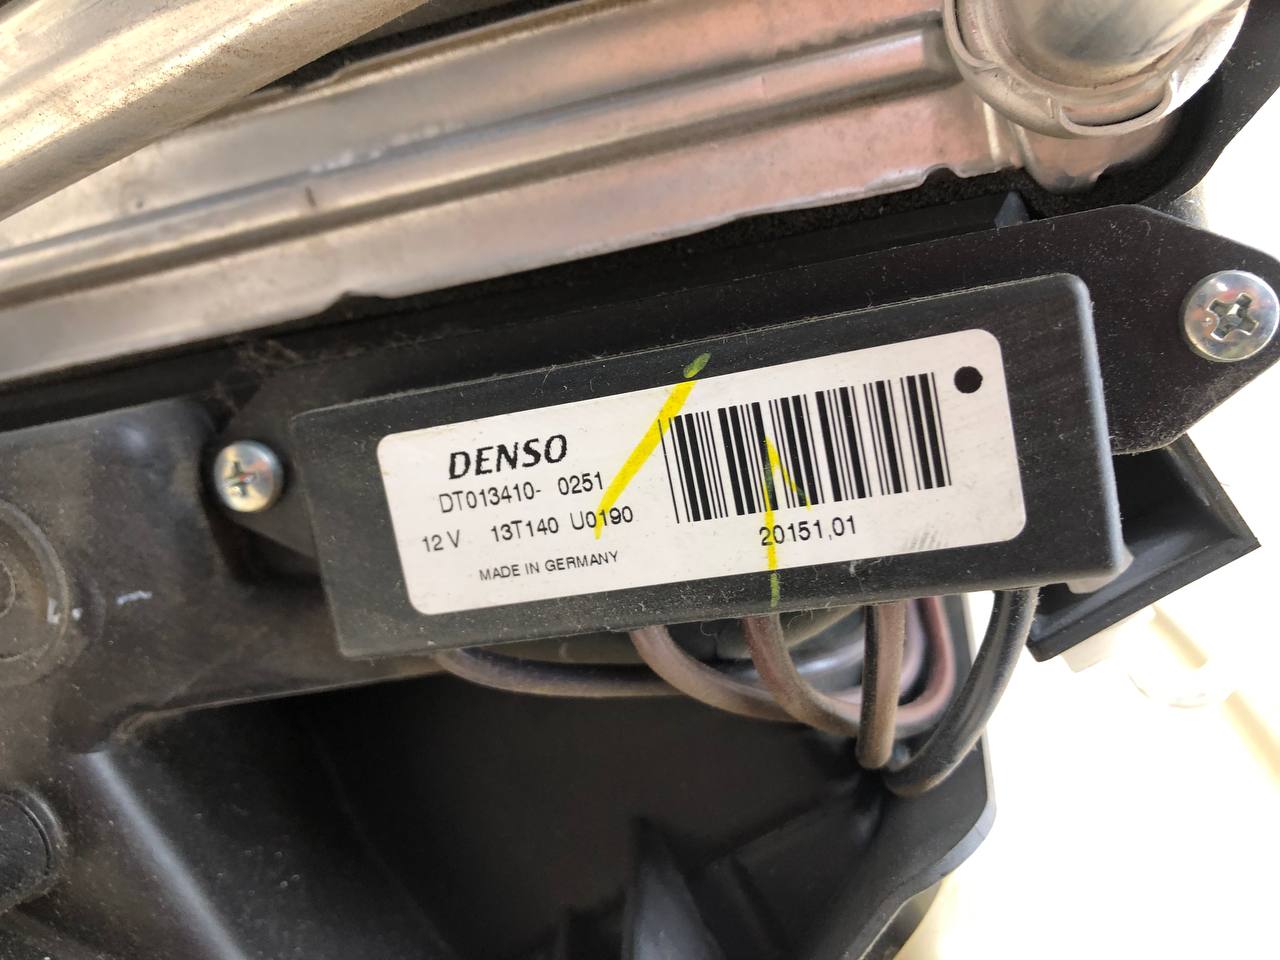 DENSO
DT013410- 0251
12 V 13T140 U0190
MADE IN GERMANY
20151,01